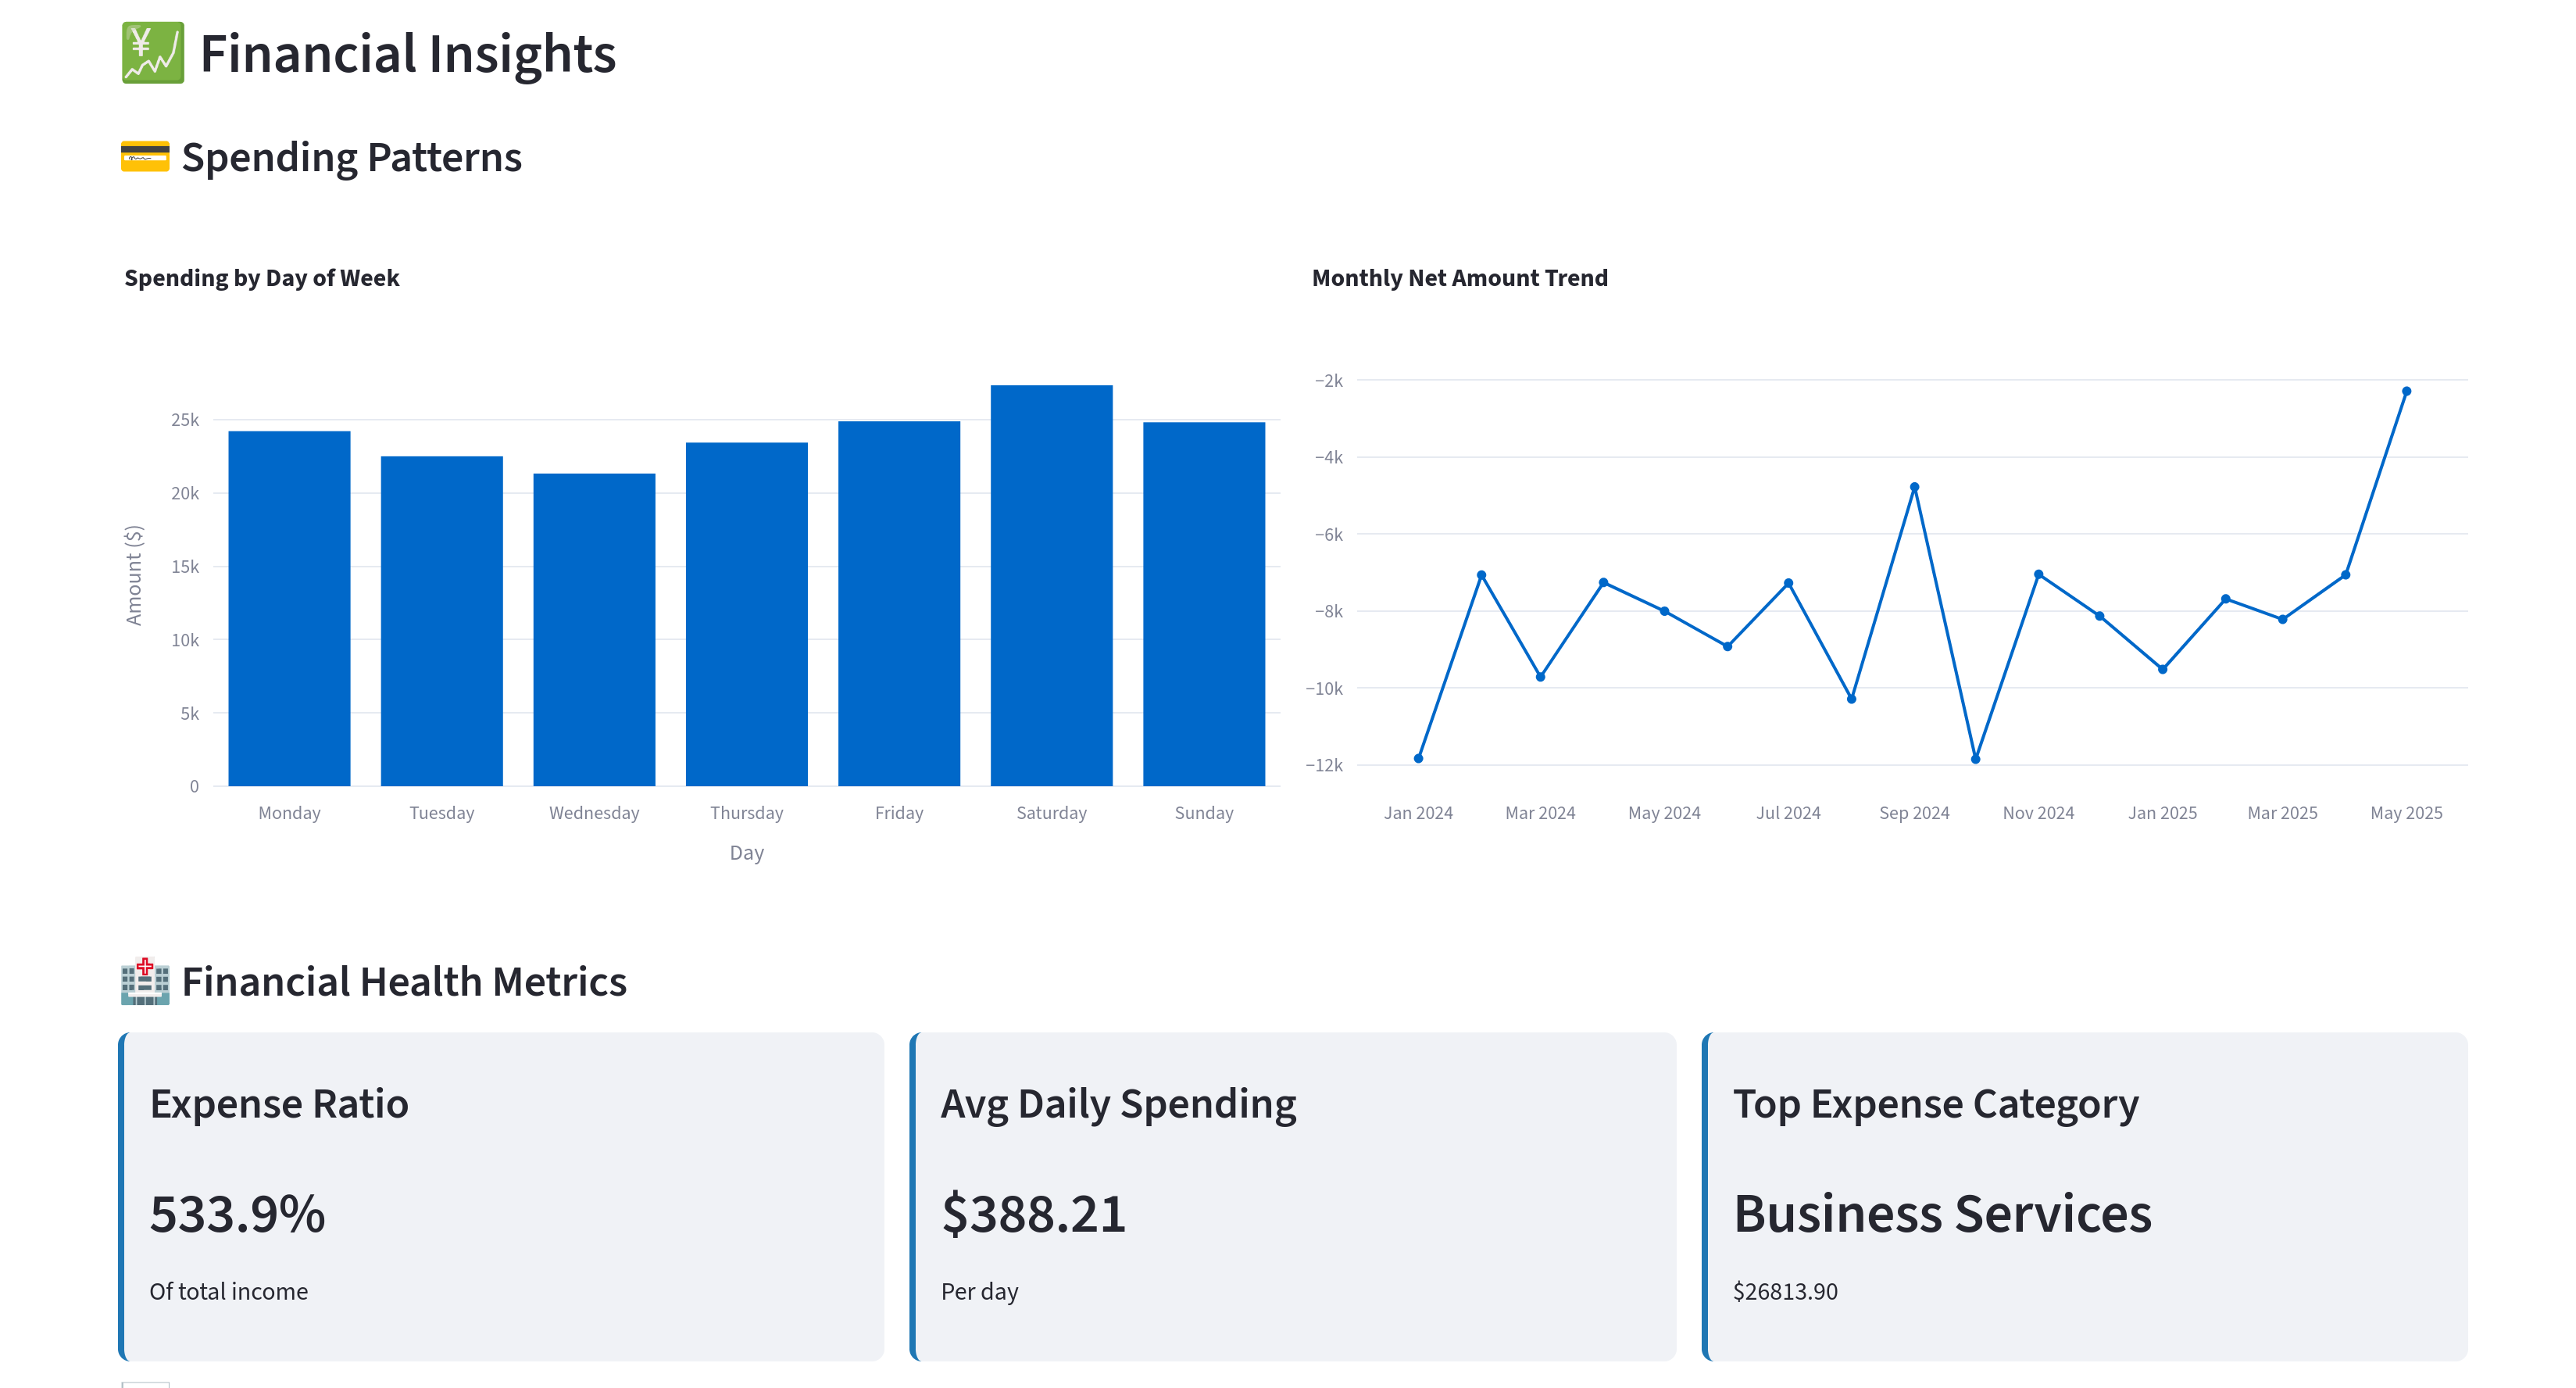 Financial Insights
Spending Patterns
Spending by Day of Week
Amount ($)
25k
20k
15k
10k
5k
0
Monday Tuesday Wednesday Thursday Friday Saturday Sunday
Day
Monthly Net Amount Trend
−2k
−4k
−6k
−8k
−10k
−12k
Jan 2024 Mar 2024 May 2024 Jul 2024 Sep 2024 Nov 2024 Jan 2025 Mar 2025 May 2025
Financial Health Metrics
Expense Ratio
533.9%
Of total income
Avg Daily Spending
$388.21
Per day
Top Expense Category
Business Services
$26813.90